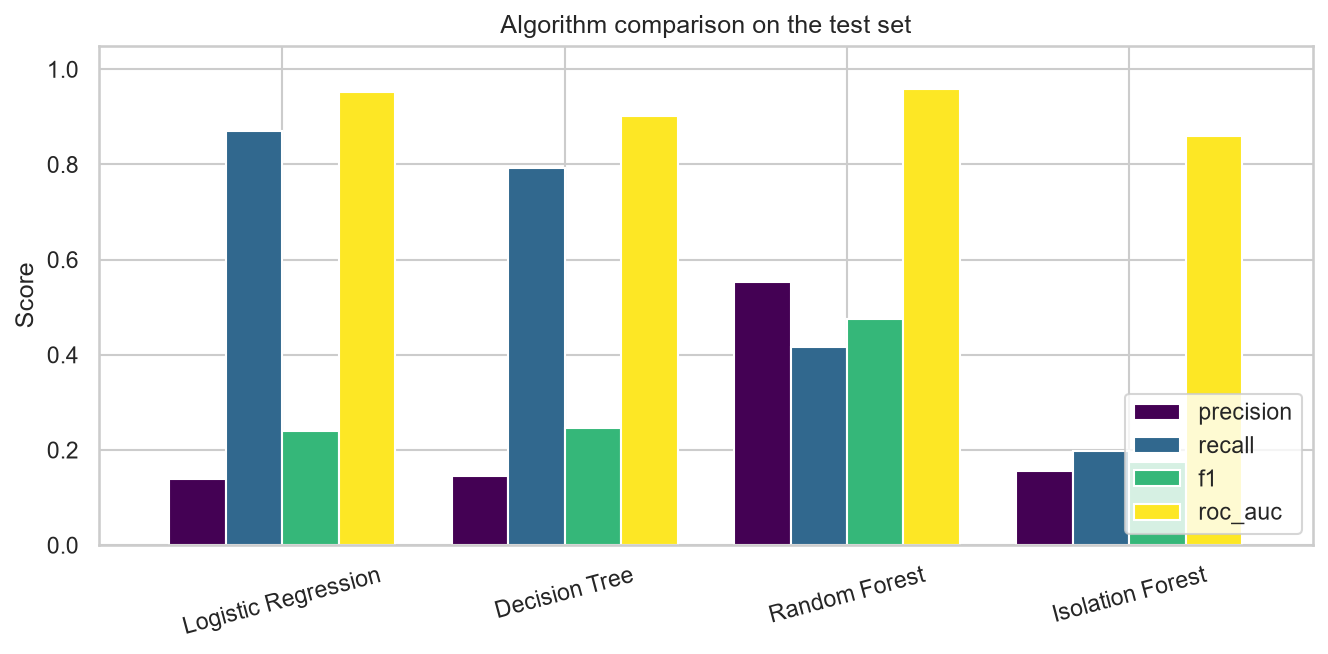 Algorithm comparison on the test set
1.0
0.8
0.6
0.4
0.2
0.0
Score
precision
recall
f1
roc_auc
Logistic Regression
Decision Tree
Random Forest
Isolation Forest